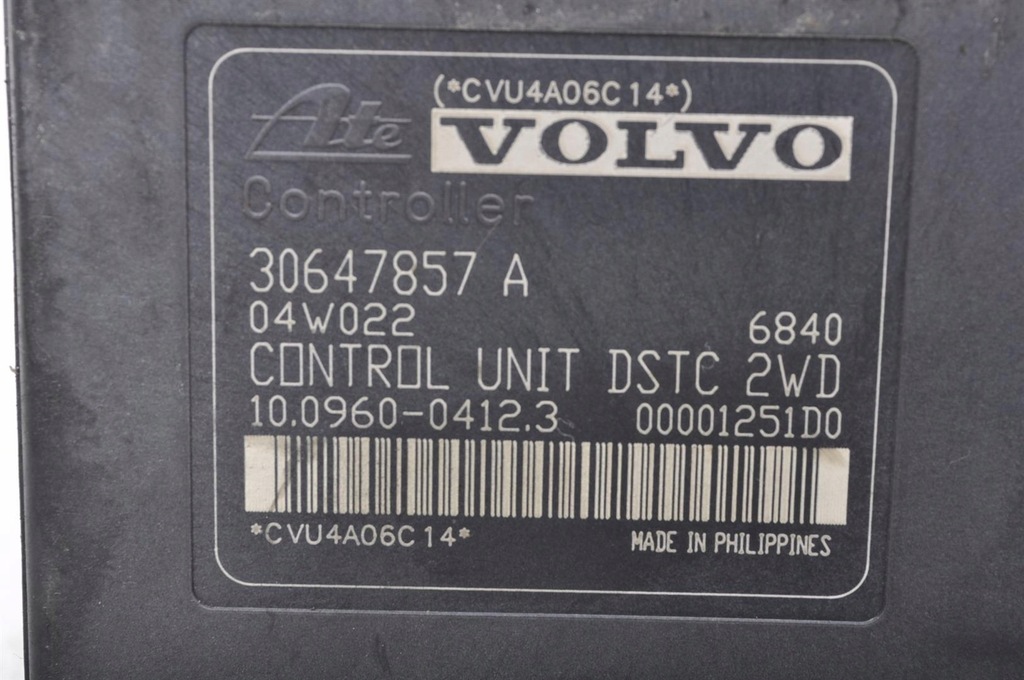 (*CVU4A06C14*)
Ate VOLVO
Controller
30647857 A
04W022 6840
CONTROL UNIT DSTC 2WD
10.0960-0412.3 00001251D0
*CVU4A06C14* MADE IN PHILIPPINES